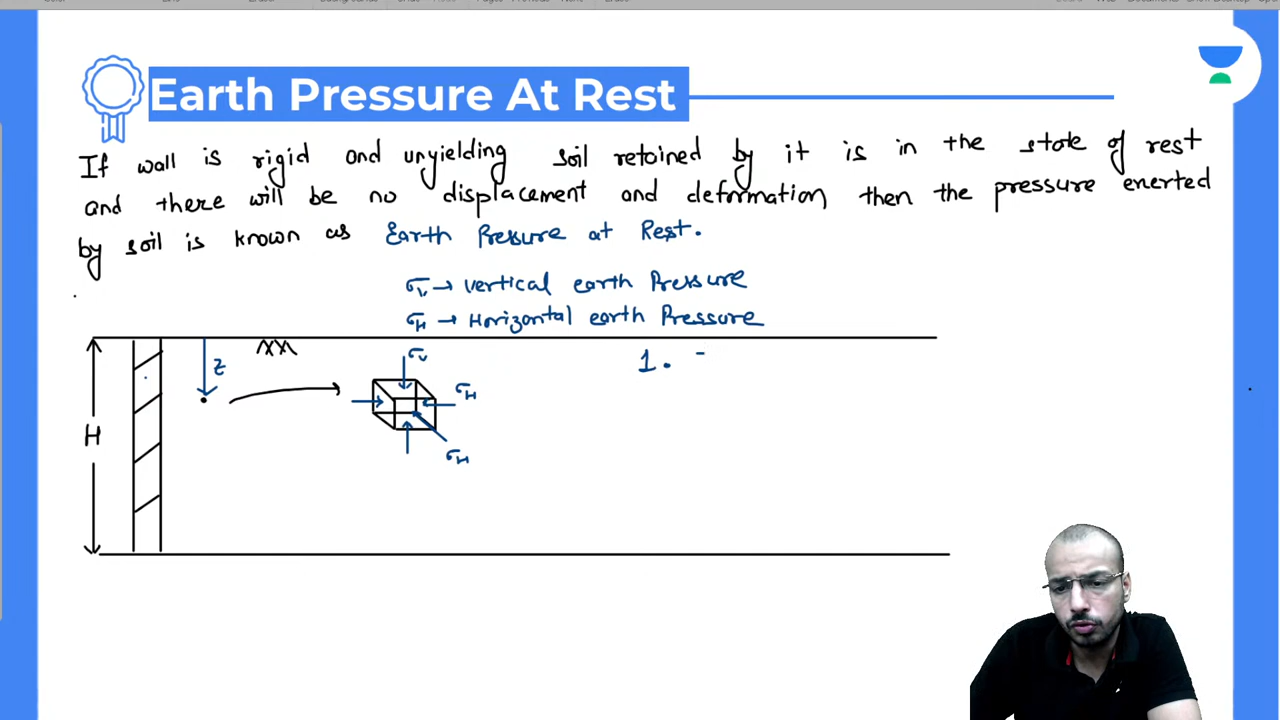 Earth Pressure At Rest
If wall is rigid and unyielding soil retained by it is in the state of rest
and there will be no displacement and deformation then the pressure enerted
by soil is known as Earth Pressure at Rest.
σv → vertical earth Pressure
σH → Horizontal earth Pressure
1.
z
σv
σH
H
σH